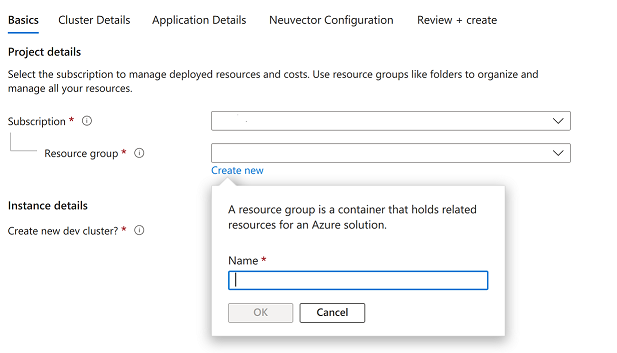 Basics Cluster Details Application Details Neuvector Configuration Review + create
Project details
Select the subscription to manage deployed resources and costs. Use resource groups like folders to organize and
manage all your resources.
Subscription *
Resource group *
Create new
A resource group is a container that holds related
resources for an Azure solution.
Name *
OK Cancel
Instance details
Create new dev cluster? *